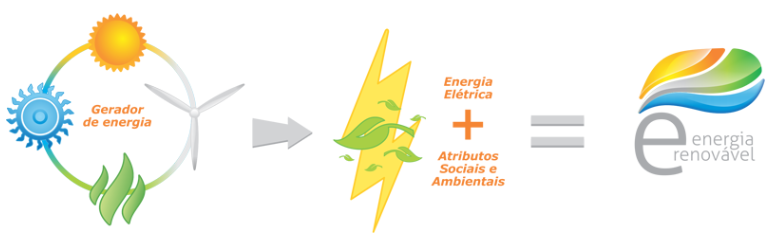 Gerador
de energia
Energia
Elétrica
+
Atributos
Sociais e
Ambientais
=
e energia
renovável